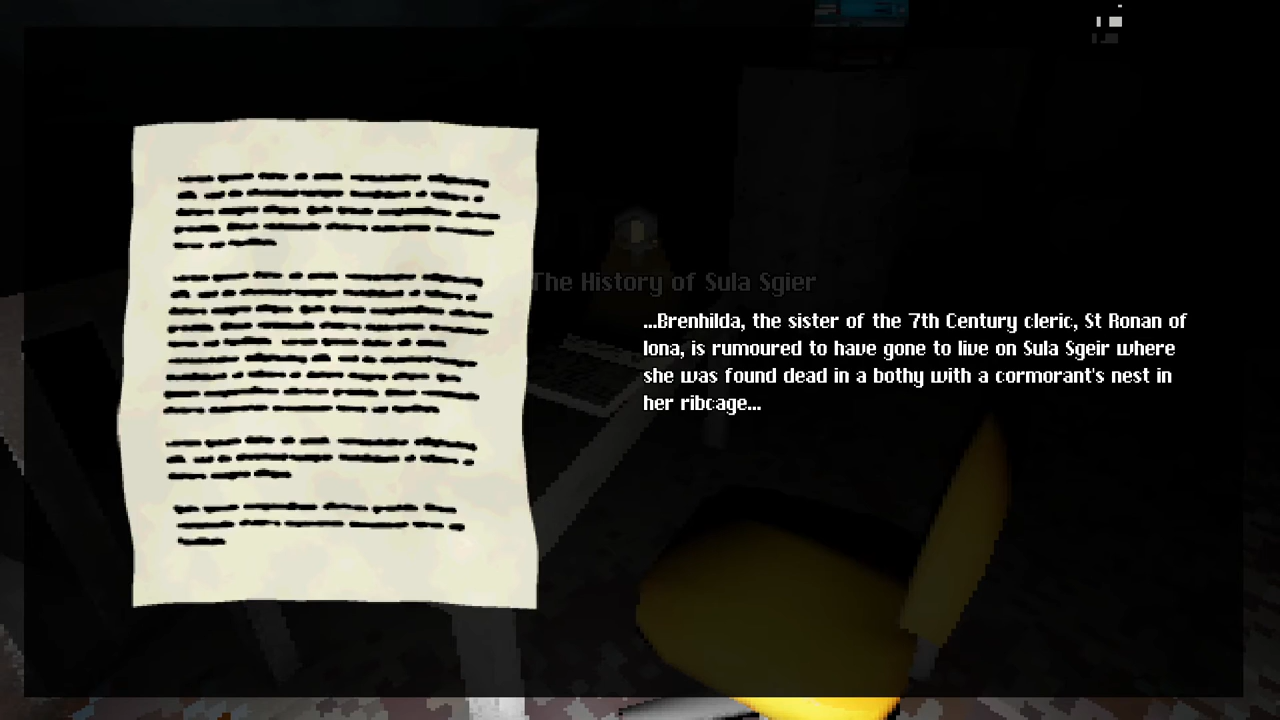 The History of Sula Sgier
...Brenhilda, the sister of the 7th Century cleric, St Ronan of
Iona, is rumoured to have gone to live on Sula Sgeir where
she was found dead in a bothy with a cormorant's nest in
her ribcage...